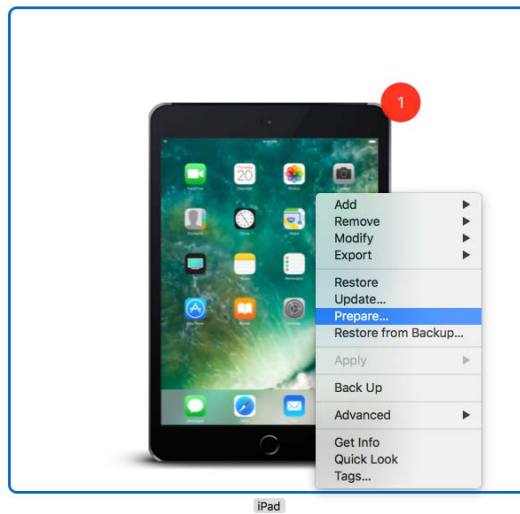 1
20
Add
Remove
Modify
Export
Restore
Update...
Prepare...
Restore from Backup...
Apply
Back Up
Advanced
Get Info
Quick Look
Tags...
iPad